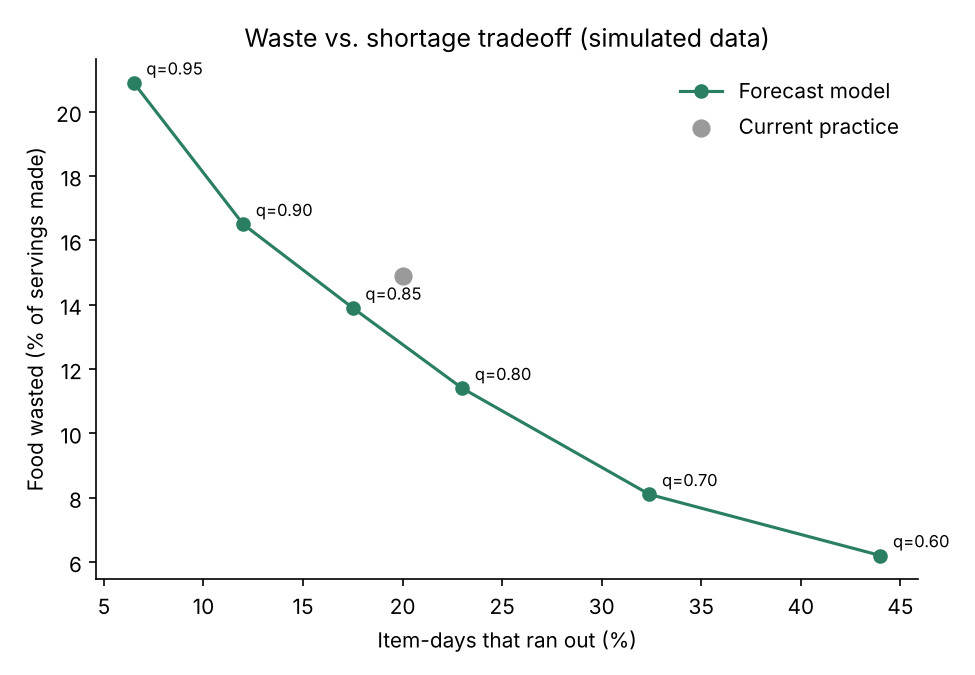 Waste vs. shortage tradeoff (simulated data)
Forecast model
Current practice
q=0.95
q=0.90
q=0.85
q=0.80
q=0.70
q=0.60
Food wasted (% of servings made)
20
18
16
14
12
10
8
6
5 10 15 20 25 30 35 40 45
Item-days that ran out (%)